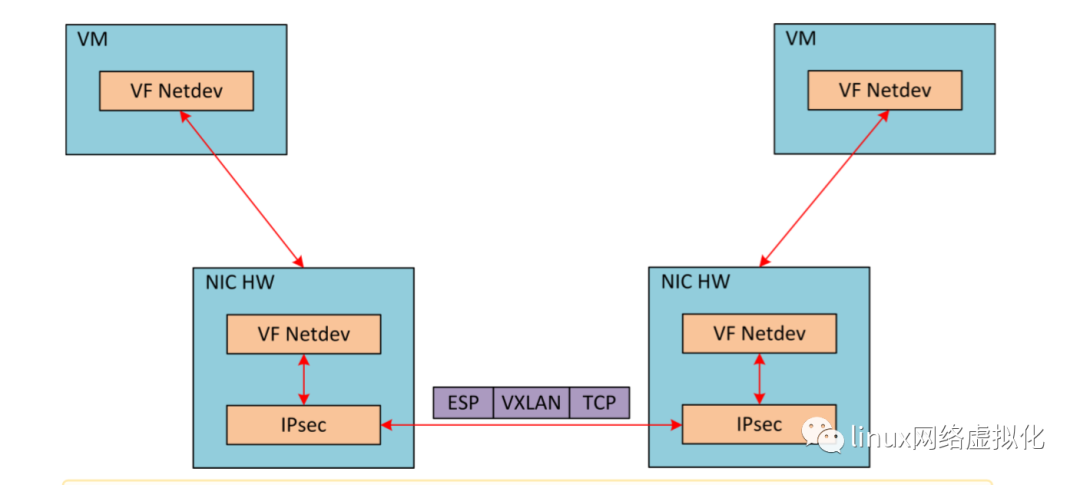 VM
VF Netdev
VM
VF Netdev
NIC HW
VF Netdev
IPsec
ESP VXLAN TCP
NIC HW
VF Netdev
IPsec
linux网络虚拟化